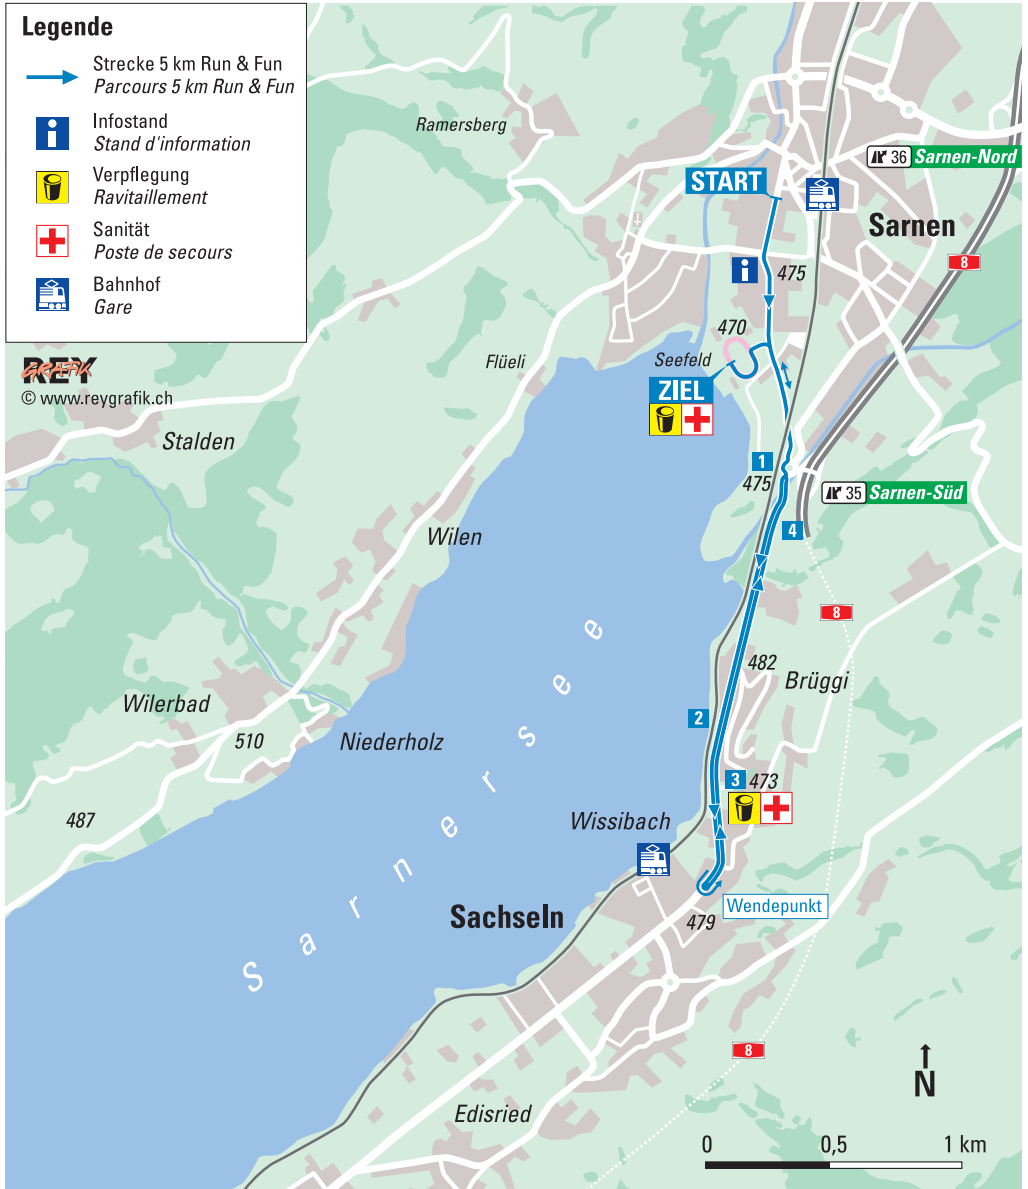 Legende
Strecke 5 km Run & Fun
Parcours 5 km Run & Fun
Infostand
Stand d'information
Verpflegung
Ravitaillement
Sanität
Poste de secours
Bahnhof
Gare
REY
GRAFIK
© www.reygrafik.ch
Ramersberg
36 Sarnen-Nord
START
Sarnen
8
475
470
Flüeli
Seefeld
ZIEL
Stalden
1
475
35 Sarnen-Süd
4
Wilen
8
482
Brüggi
Wilerbad
2
510
Niederholz
3
473
487
Wissibach
Sarnersee
Wendepunkt
Sachseln
479
8
N
Edisried
0
0,5
1 km